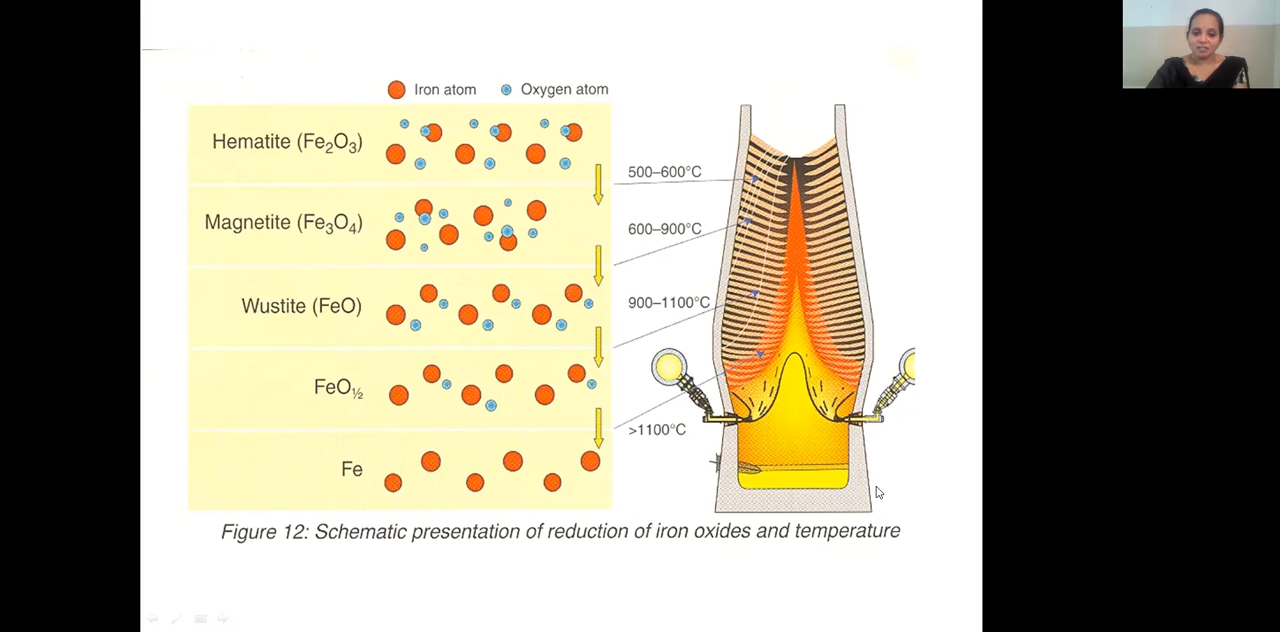 Iron atom Oxygen atom
Hematite (Fe₂O₃)
500–600°C
Magnetite (Fe₃O₄)
600–900°C
Wustite (FeO)
900–1100°C
FeO½
>1100°C
Fe
Figure 12: Schematic presentation of reduction of iron oxides and temperature